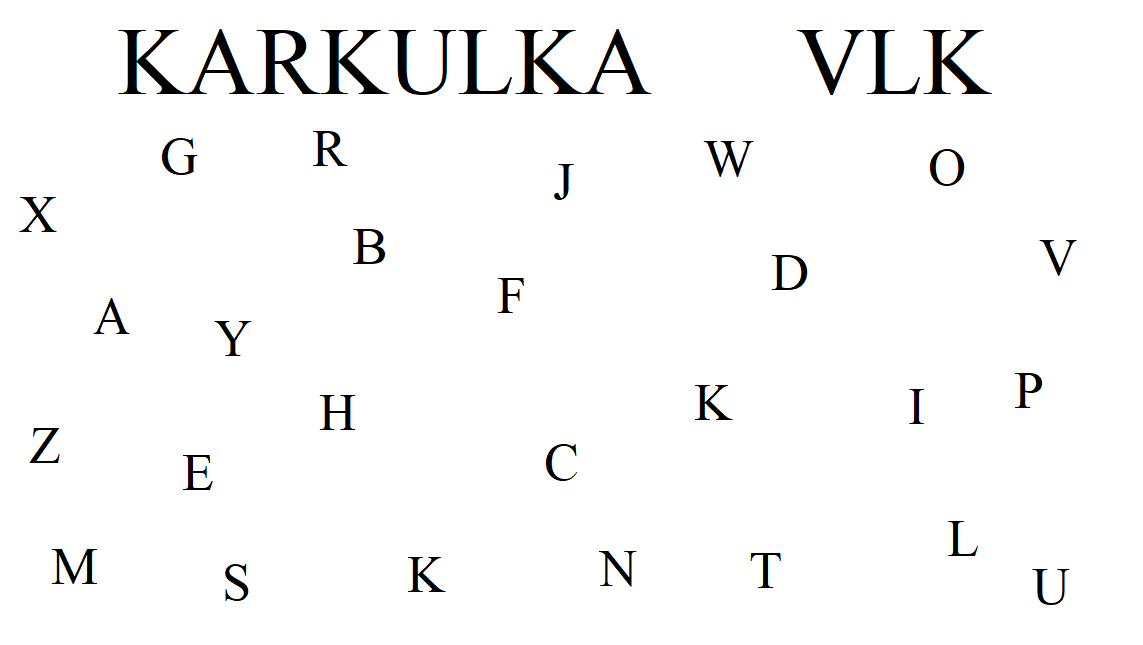 KARKULKA VLK
G R J W O
X B F D V
A Y
H K I P
Z E C
M S K N T L U